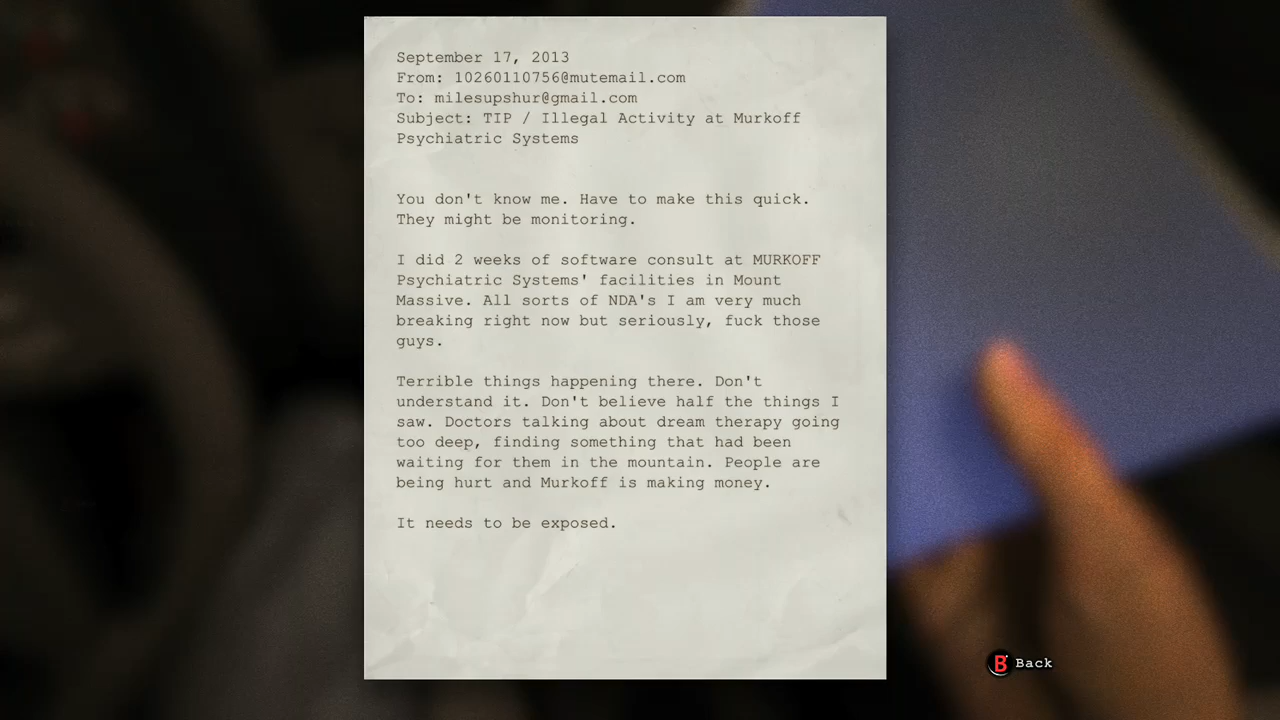 September 17, 2013
From: 10260110756@mutemail.com
To: milesupshur@gmail.com
Subject: TIP / Illegal Activity at Murkoff
Psychiatric Systems
You don't know me. Have to make this quick.
They might be monitoring.
I did 2 weeks of software consult at MURKOFF
Psychiatric Systems' facilities in Mount
Massive. All sorts of NDA's I am very much
breaking right now but seriously, fuck those
guys.
Terrible things happening there. Don't
understand it. Don't believe half the things I
saw. Doctors talking about dream therapy going
too deep, finding something that had been
waiting for them in the mountain. People are
being hurt and Murkoff is making money.
It needs to be exposed.
B Back